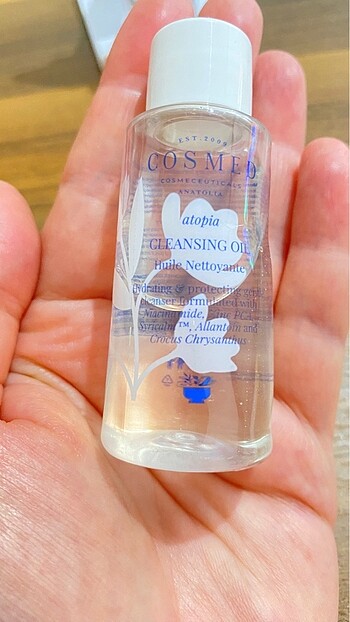 EST.2009
COSMED
COSMECEUTICALS
ANATOLIA
atopia
CLEANSING OIL
Huile Nettoyante
hydrating & protecting
cleanser formulated with
Niacinamide, Zinc PCA,
Allantoin and
Crocus Chrysanthus